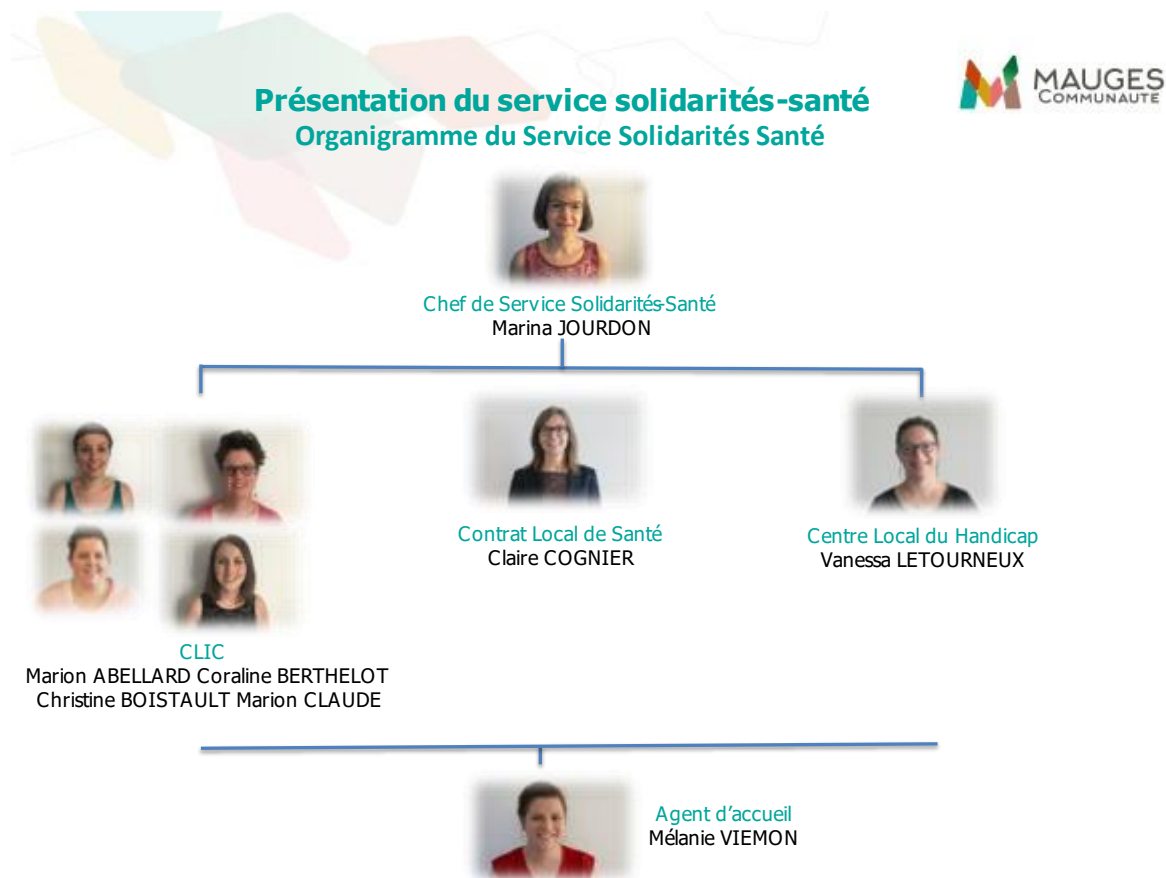 MAUGES
COMMUNAUTÉ
Présentation du service solidarités-santé
Organigramme du Service Solidarités Santé
Chef de Service Solidarités-Santé
Marina JOURDON
Contrat Local de Santé
Claire COGNIER
Centre Local du Handicap
Vanessa LETOURNEUX
CLIC
Marion ABELLARD Coraline BERTHELOT
Christine BOISTAULT Marion CLAUDE
Agent d’accueil
Mélanie VIEMON